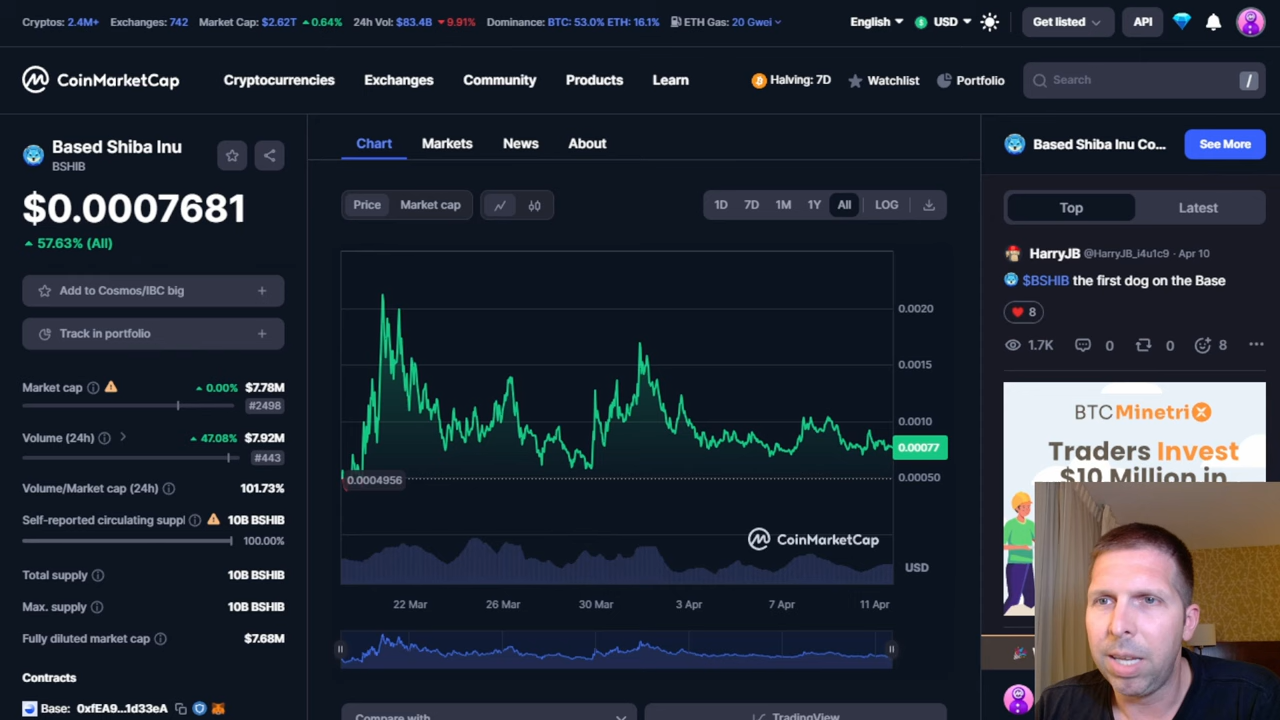 Cryptos: 2.4M+ Exchanges: 742 Market Cap: $2.62T 0.64% 24h Vol: $83.4B 9.91% Dominance: BTC: 53.0% ETH: 16.1% ETH Gas: 20 Gwei English USD Get listed API
CoinMarketCap Cryptocurrencies Exchanges Community Products Learn Halving: 7D Watchlist Portfolio Search /
Based Shiba Inu
BSHIB
$0.0007681
57.63% (All)
Add to Cosmos/IBC big +
Track in portfolio +
Market cap 0.00% $7.78M
#2498
Volume (24h) 47.08% $7.92M
#443
Volume/Market cap (24h) 101.73%
Self-reported circulating suppl 10B BSHIB
100.00%
Total supply 10B BSHIB
Max. supply 10B BSHIB
Fully diluted market cap $7.68M
Contracts
Base: 0xfEA9...1d33eA
Chart Markets News About
Price Market cap 1D 7D 1M 1Y All LOG
0.0020
0.0015
0.0010
0.00077
0.00050
0.0004956
CoinMarketCap
USD
22 Mar 26 Mar 30 Mar 3 Apr 7 Apr 11 Apr
Compare with TradingView
Based Shiba Inu Co... See More
Top Latest
HarryJB @HarryJB_i4u1c9 · Apr 10
$BSHIB the first dog on the Base
8
1.7K 0 0 8
BTC MinetriX
Traders Invest
$10 Million in